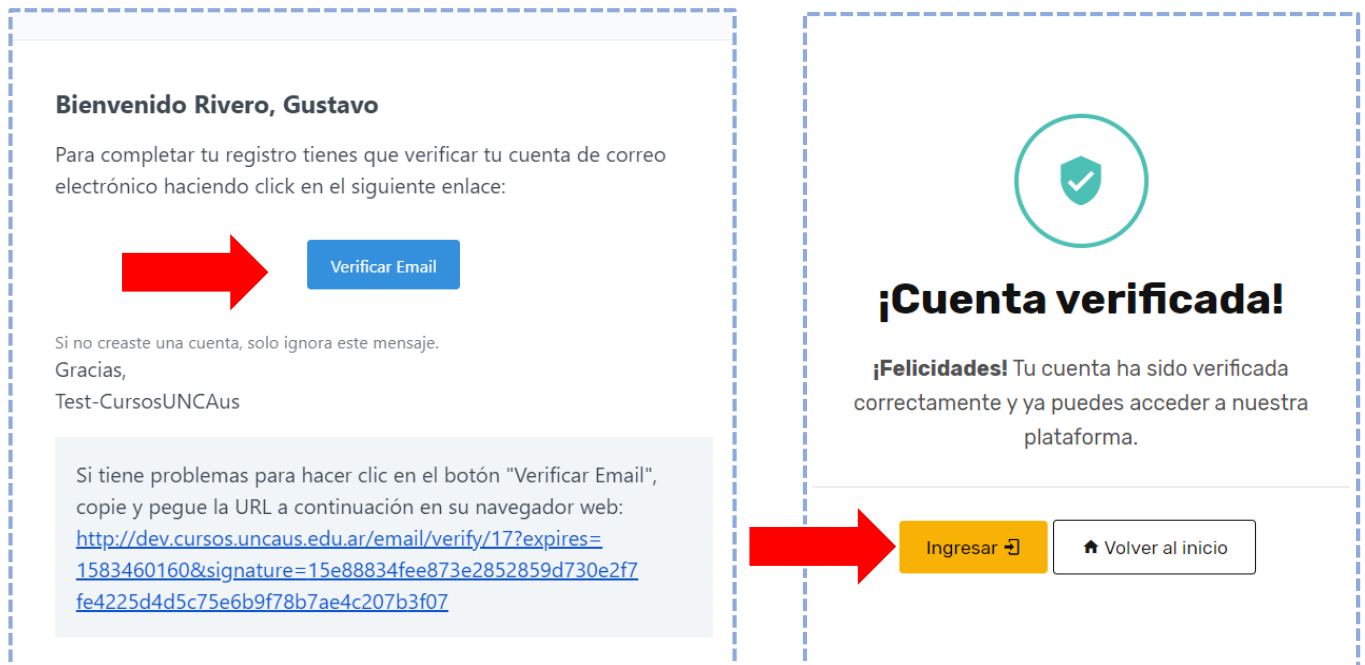 Bienvenido Rivero, Gustavo
Para completar tu registro tienes que verificar tu cuenta de correo
electrónico haciendo click en el siguiente enlace:
Verificar Email
Si no creaste una cuenta, solo ignora este mensaje.
Gracias,
Test-CursosUNCAus
Si tiene problemas para hacer clic en el botón "Verificar Email",
copie y pegue la URL a continuación en su navegador web:
http://dev.cursos.uncaus.edu.ar/email/verify/17?expires=
1583460160&signature=15e88834fee873e2852859d730e2f7
fe4225d4d5c75e6b9f78b7ae4c207b3f07
¡Cuenta verificada!
¡Felicidades! Tu cuenta ha sido verificada
correctamente y ya puedes acceder a nuestra
plataforma.
Ingresar
Volver al inicio